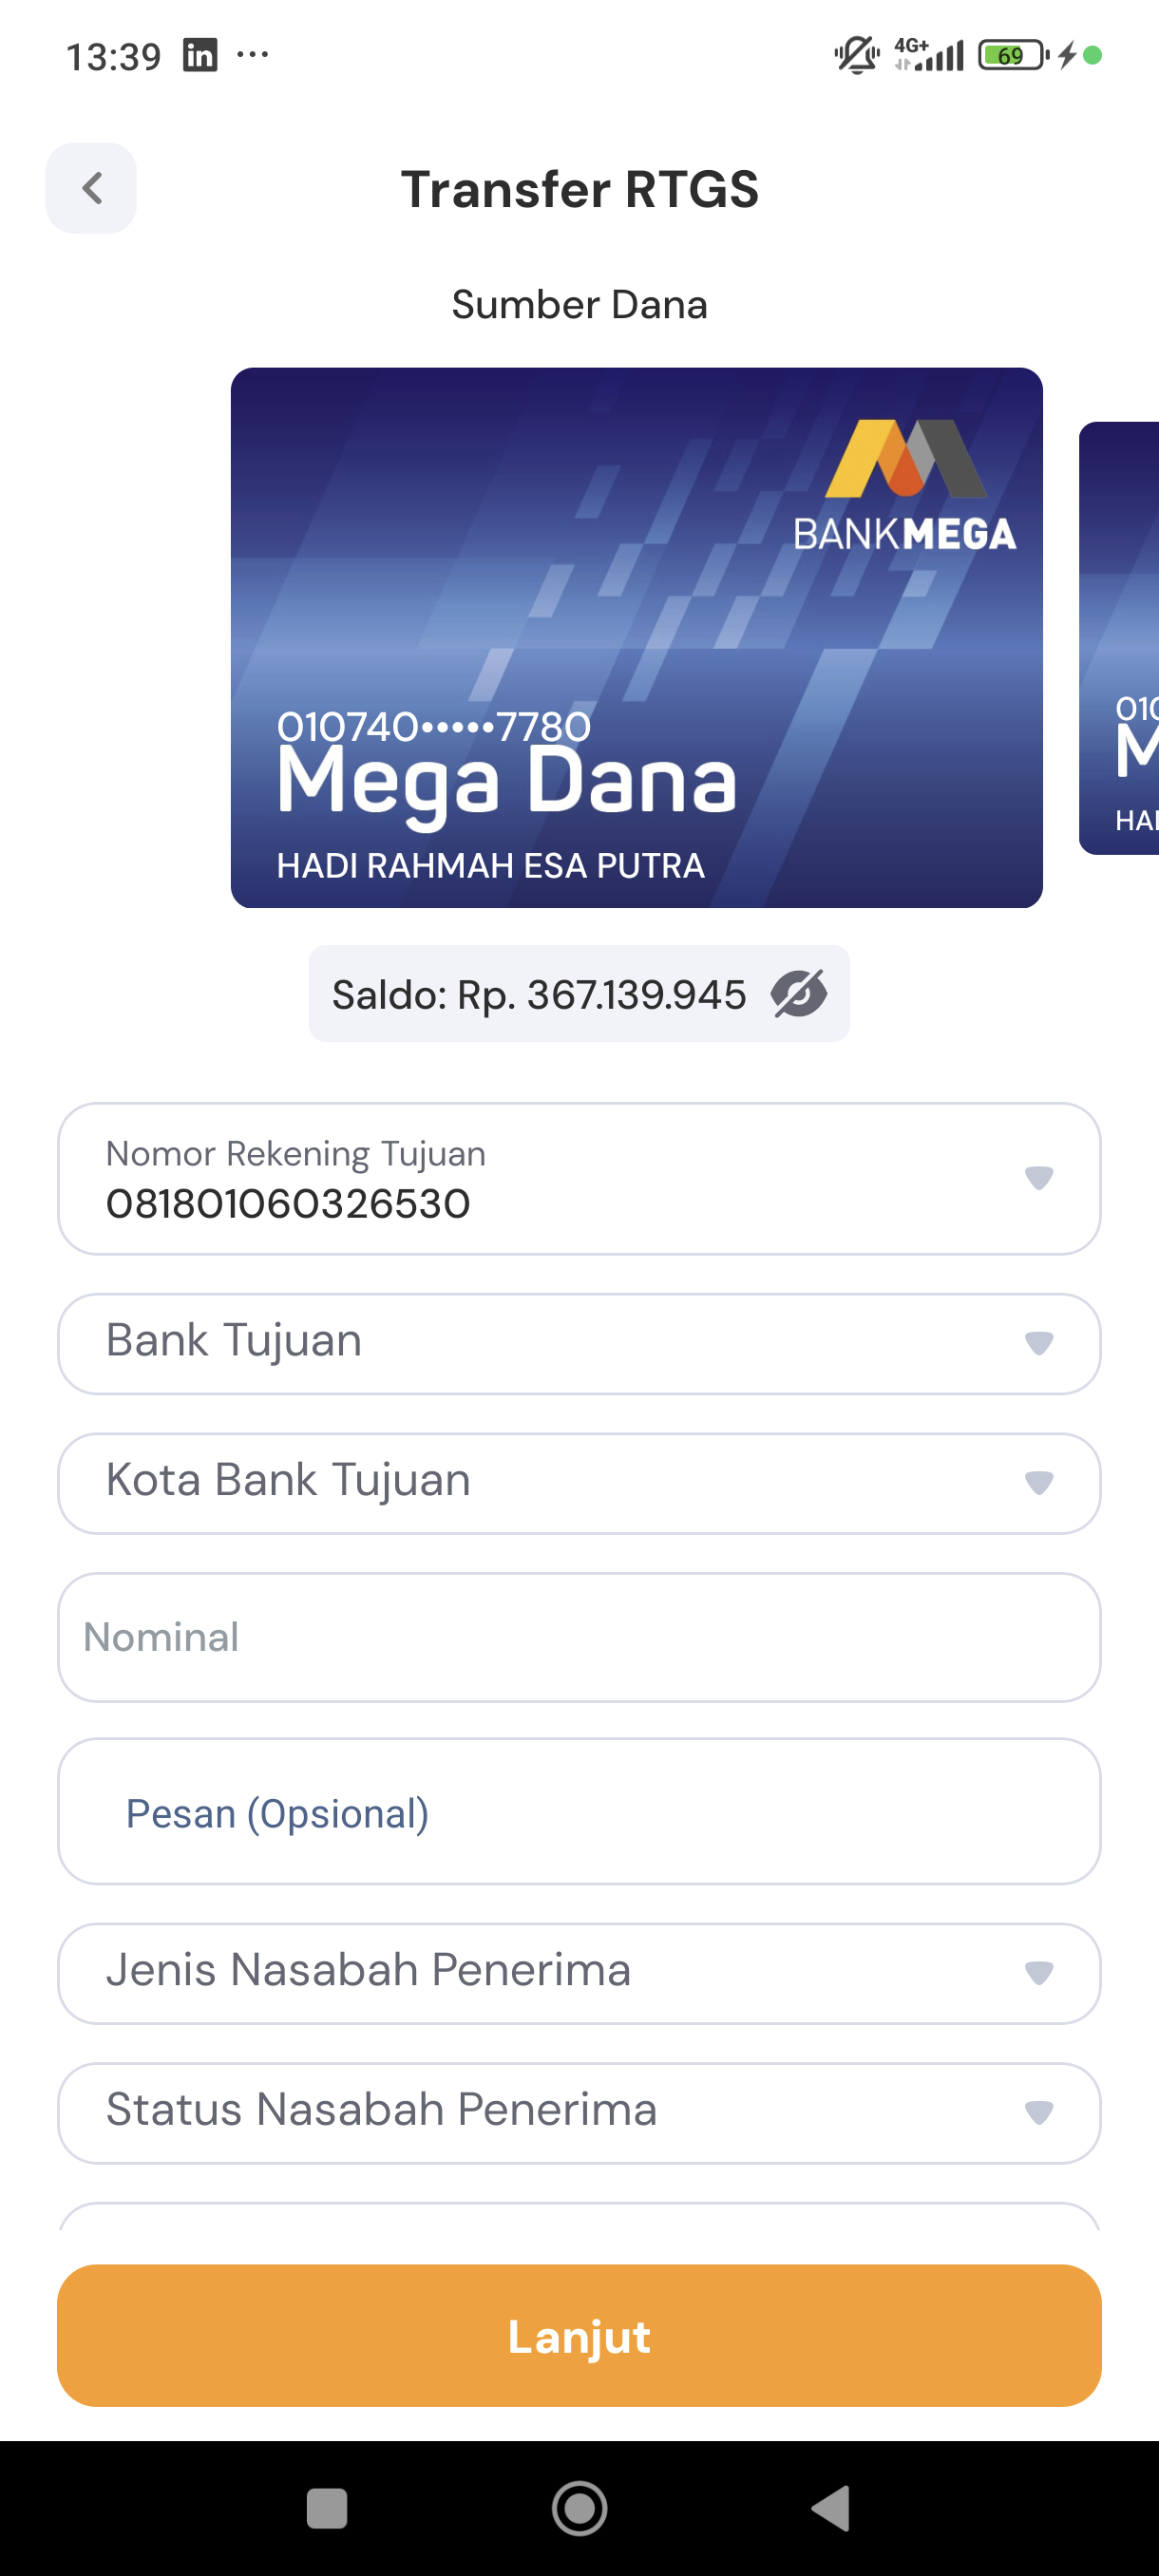 13:39 in ...
4G+ 69
Transfer RTGS
Sumber Dana
BANKMEGA
010740•••••7780
Mega Dana
HADI RAHMAH ESA PUTRA
010
M
HAI
Saldo: Rp. 367.139.945
Nomor Rekening Tujuan
081801060326530
Bank Tujuan
Kota Bank Tujuan
Nominal
Pesan (Opsional)
Jenis Nasabah Penerima
Status Nasabah Penerima
Lanjut